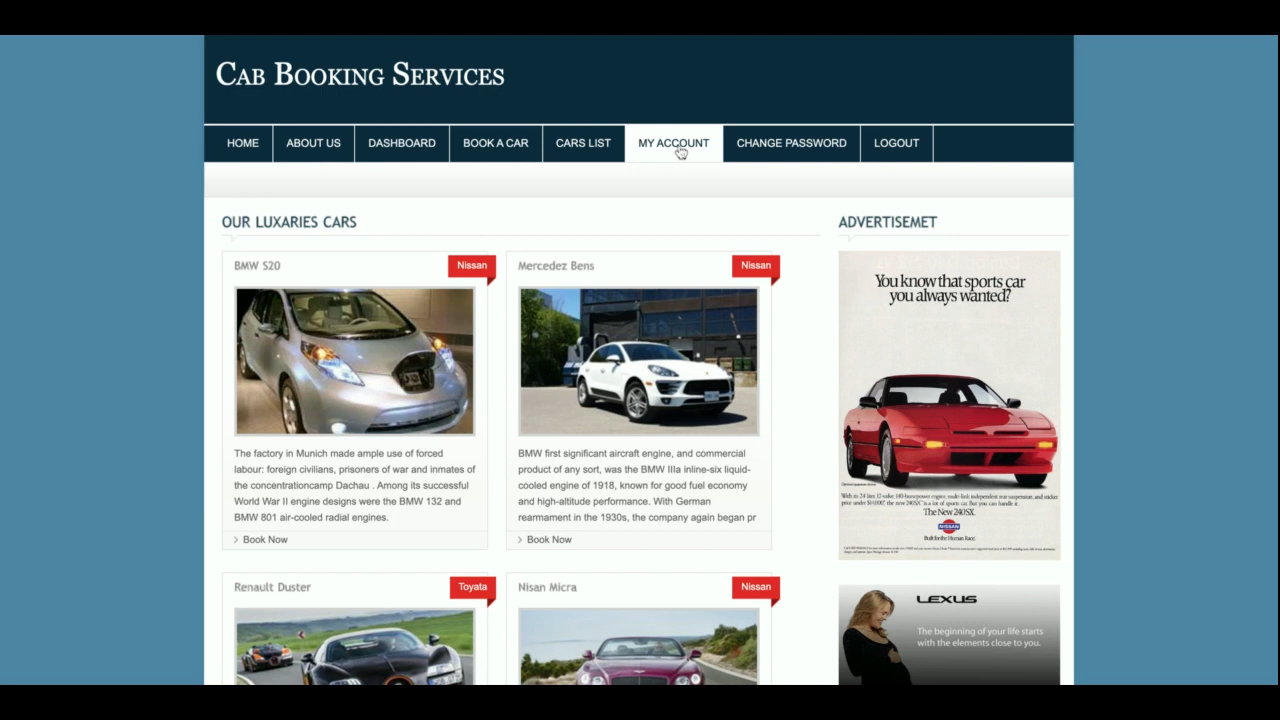 Cab Booking Services
HOME
ABOUT US
DASHBOARD
BOOK A CAR
CARS LIST
MY ACCOUNT
CHANGE PASSWORD
LOGOUT
OUR LUXARIES CARS
BMW S20
Nissan
The factory in Munich made ample use of forced
labour: foreign civilians, prisoners of war and inmates of
the concentrationcamp Dachau . Among its successful
World War II engine designs were the BMW 132 and
BMW 801 air-cooled radial engines.
Book Now
Mercedez Bens
Nissan
BMW first significant aircraft engine, and commercial
product of any sort, was the BMW IIIa inline-six liquid-
cooled engine of 1918, known for good fuel economy
and high-altitude performance. With German
rearmament in the 1930s, the company again began pr
Book Now
Renault Duster
Toyata
Nisan Micra
Nissan
ADVERTISEMET
You know that sports car
you always wanted?
The New 240SX.
NISSAN
Built for the Human Race.
LEXUS
The beginning of your life starts
with the elements close to you.